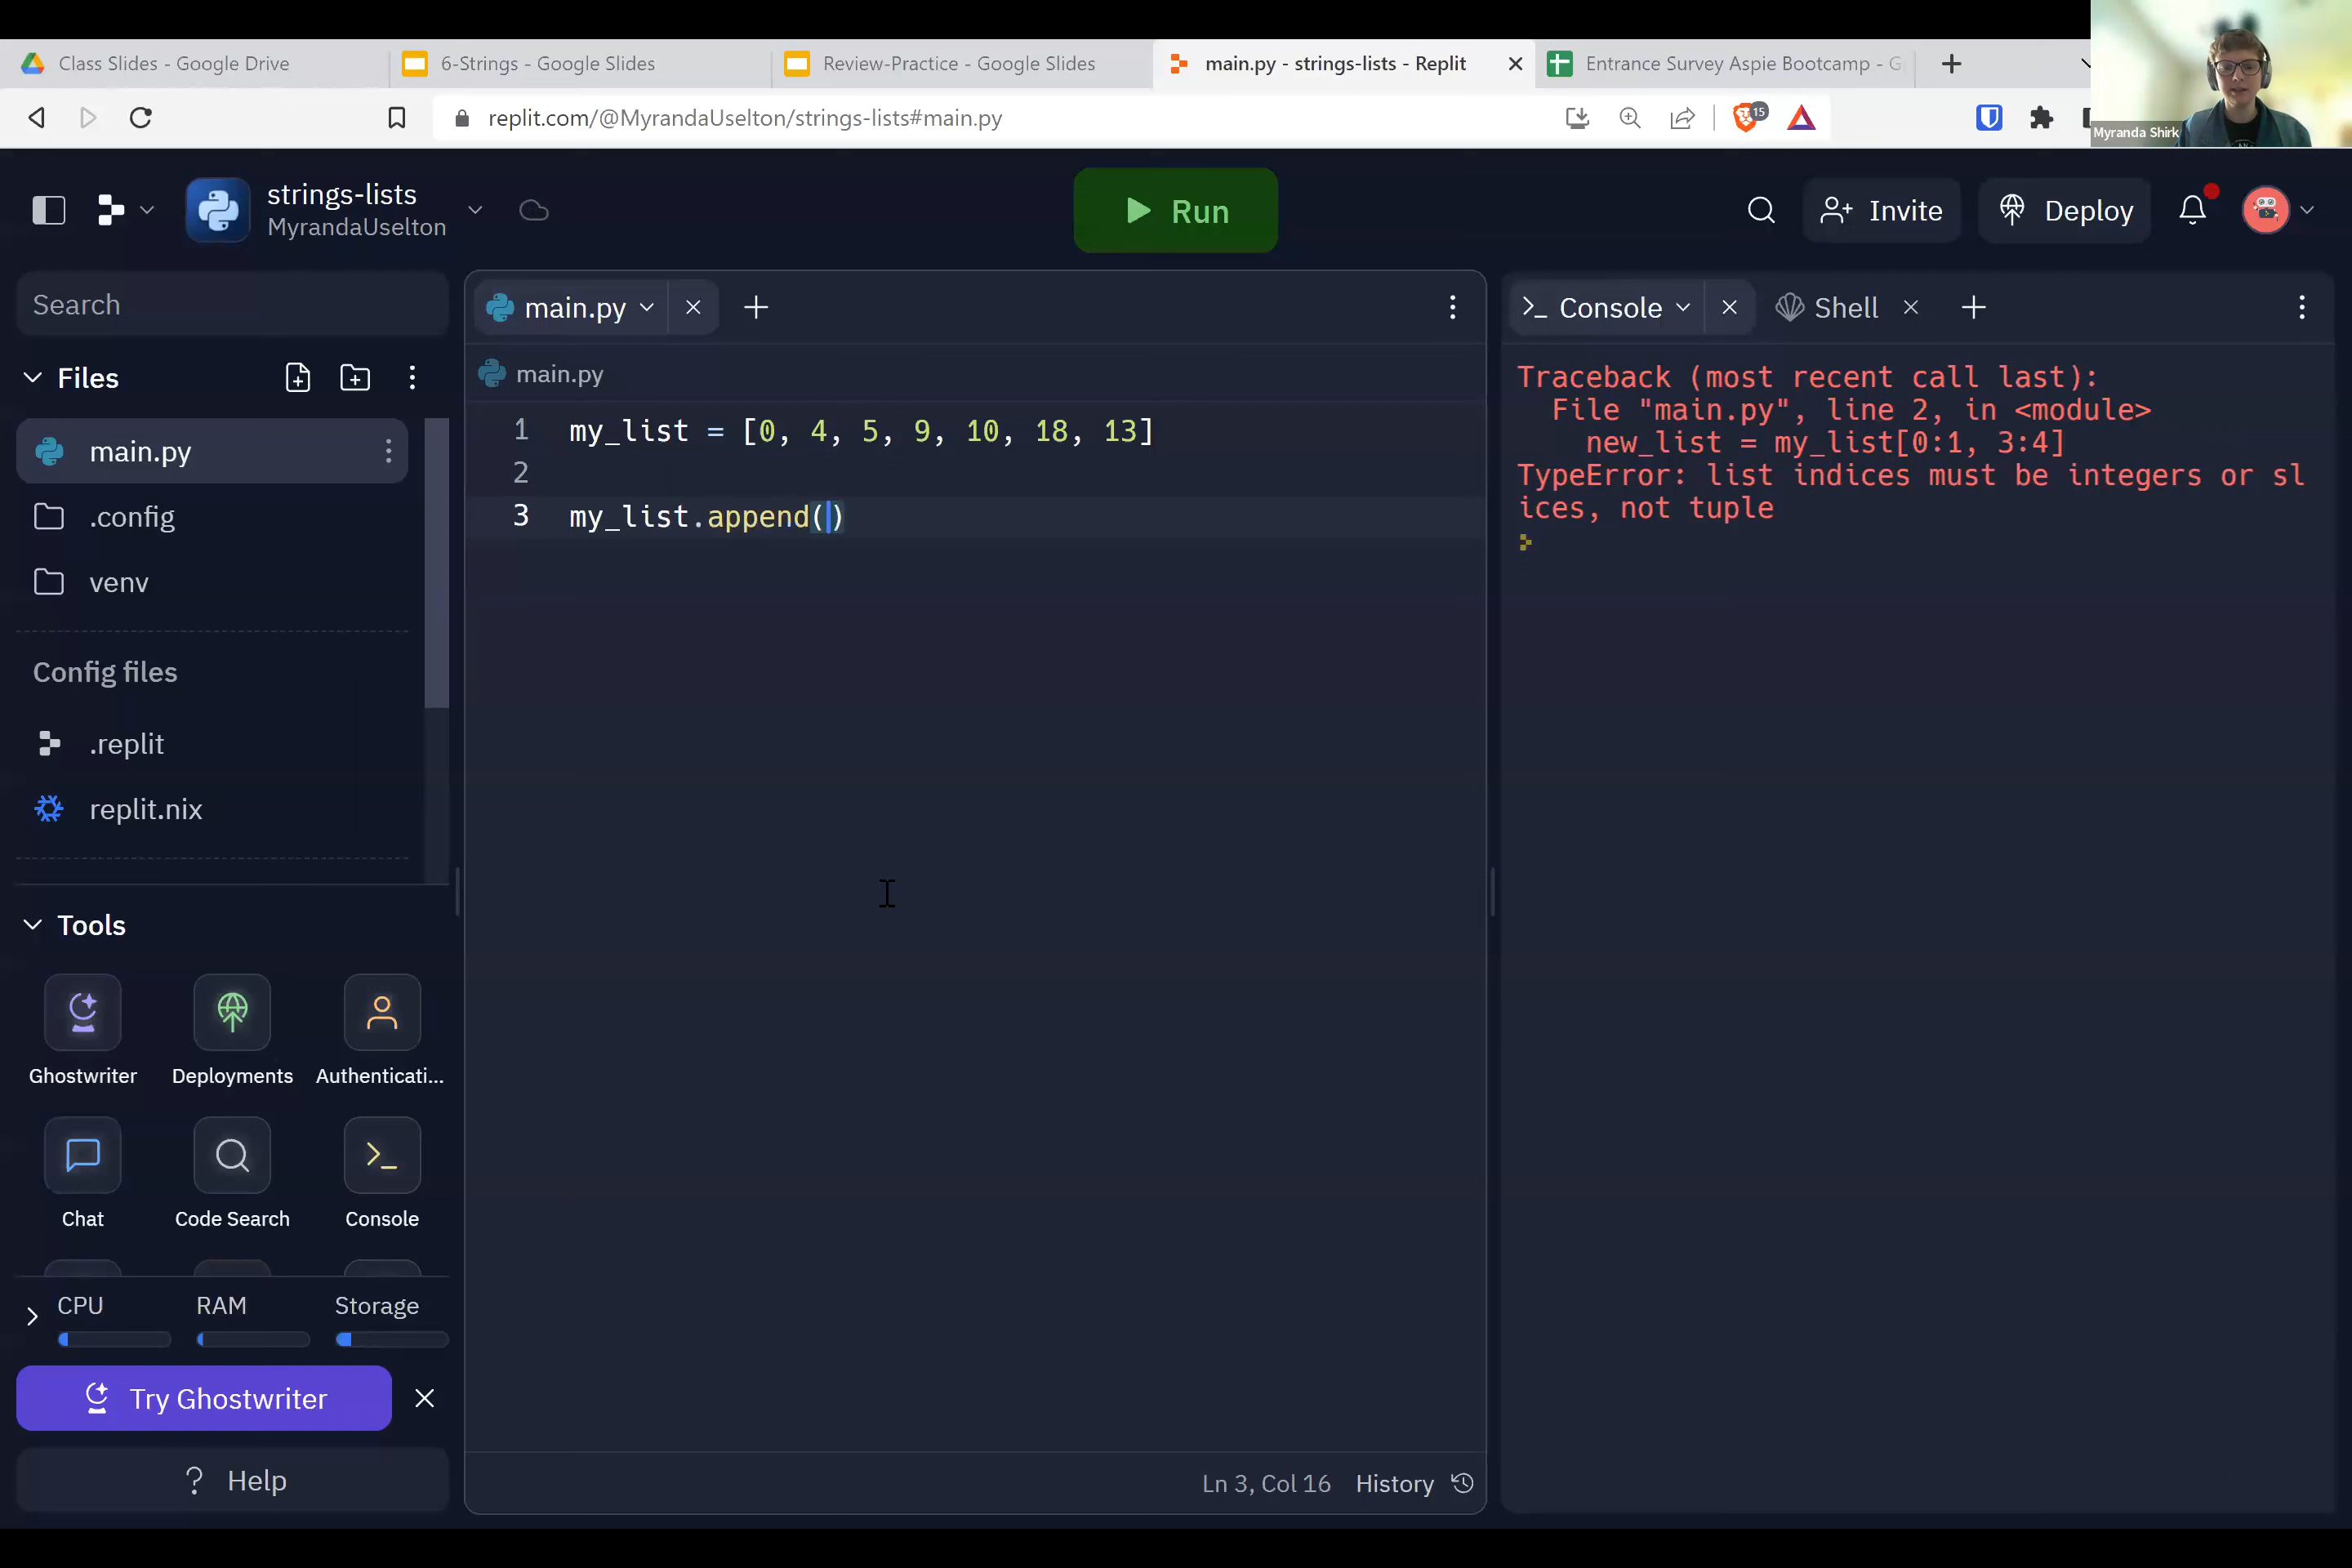 Class Slides - Google Drive
6-Strings - Google Slides
Review-Practice - Google Slides
main.py - strings-lists - Replit
Entrance Survey Aspie Bootcamp - G
replit.com/@MyrandaUselton/strings-lists#main.py
15
Myranda Shirk
strings-lists
MyrandaUselton
Run
Invite
Deploy
Search
Files
main.py
.config
venv
Config files
.replit
replit.nix
Tools
Ghostwriter
Deployments
Authenticati...
Chat
Code Search
Console
CPU
RAM
Storage
Try Ghostwriter
? Help
main.py
main.py
1 my_list = [0, 4, 5, 9, 10, 18, 13]
2
3 my_list.append()
Ln 3, Col 16
History
>_ Console
Shell
Traceback (most recent call last):
File "main.py", line 2, in <module>
new_list = my_list[0:1, 3:4]
TypeError: list indices must be integers or sl
ices, not tuple